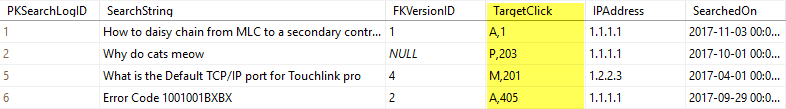 PKSearchLogID SearchString FKVersionID TargetClick IPAddress SearchedOn
1 How to daisy chain from MLC to a secondary contr... 1 A,1 1.1.1.1 2017-11-03 00:0...
2 Why do cats meow NULL P,203 1.1.1.1 2017-10-01 00:0...
5 What is the Default TCP/IP port for Touchlink pro 4 M,201 1.2.2.3 2017-04-01 00:0...
6 Error Code 1001001BXBX 2 A,405 1.1.1.1 2017-09-29 00:0...